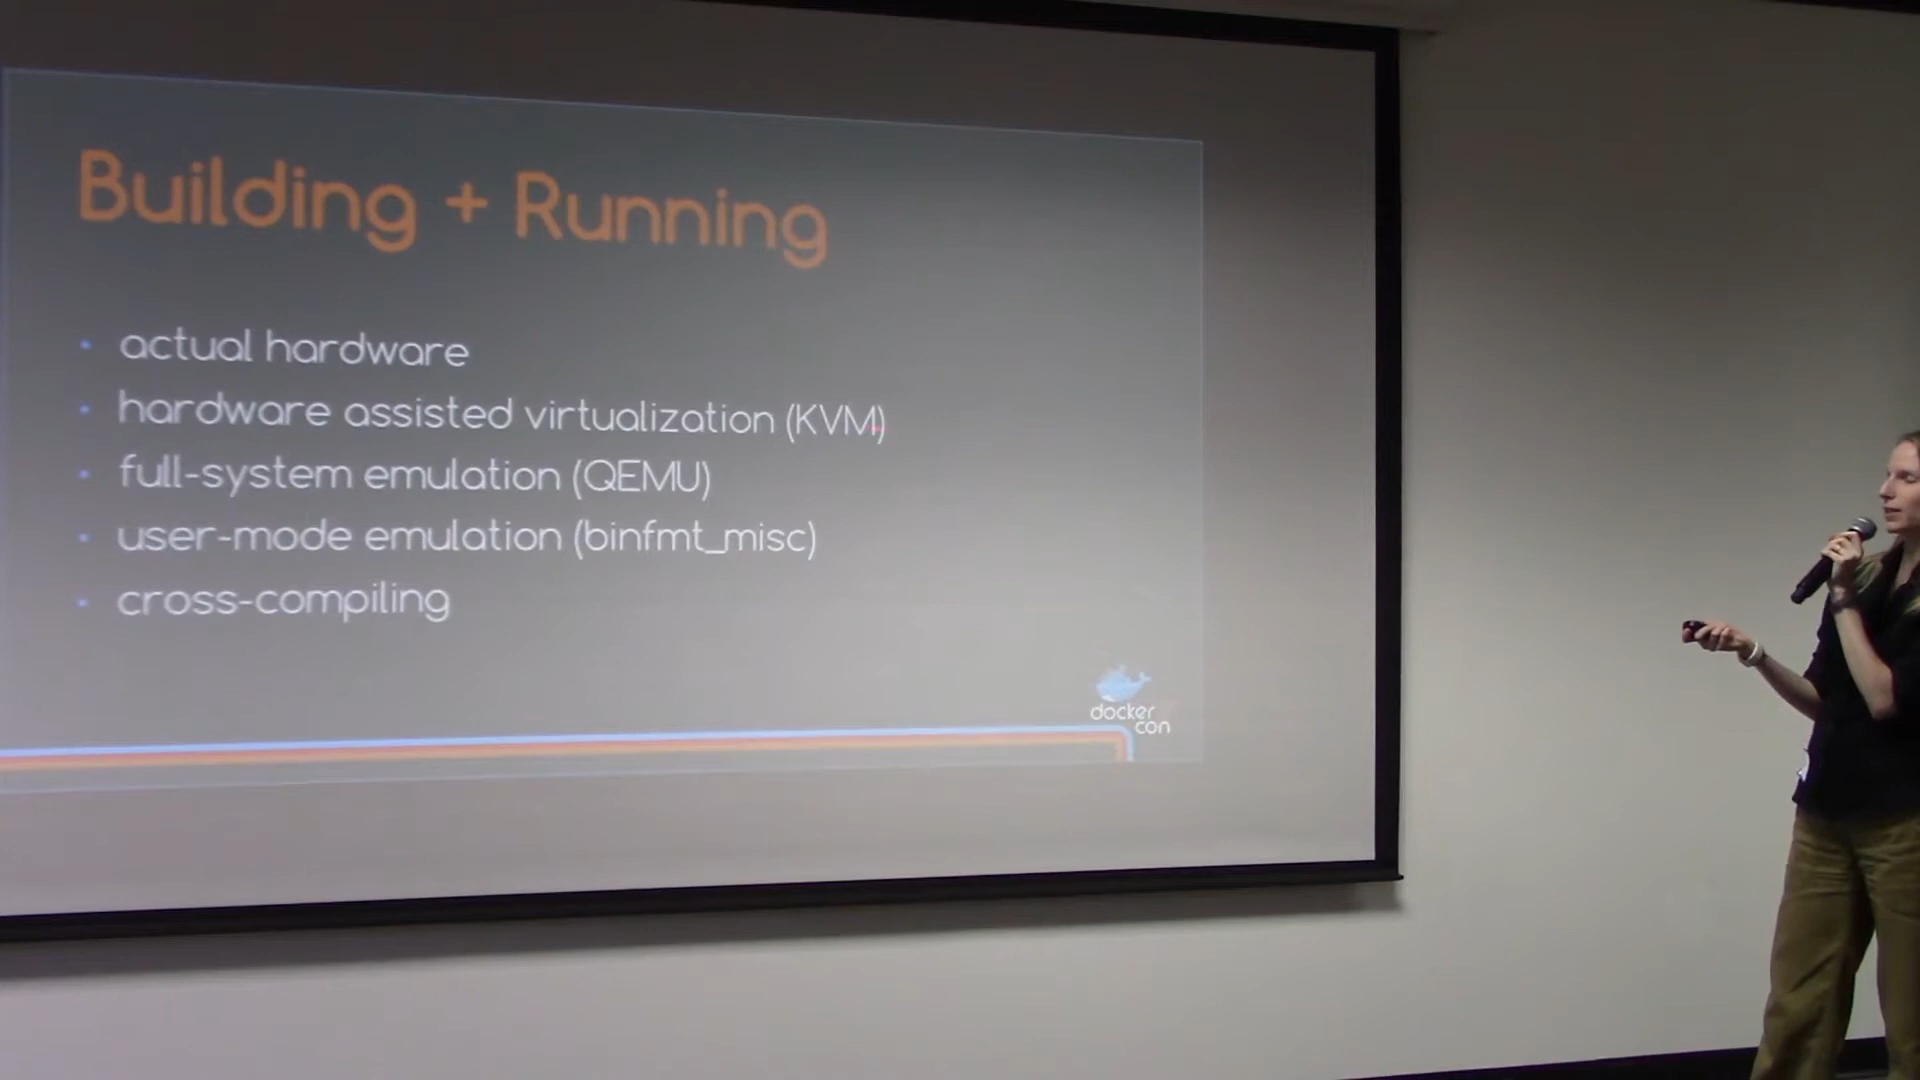 Building + Running
• actual hardware
• hardware assisted virtualization (KVM)
• full-system emulation (QEMU)
• user-mode emulation (binfmt_misc)
• cross-compiling
docker
con